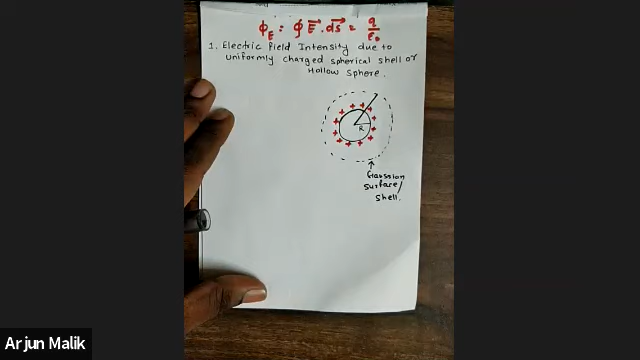 ϕE = ∮ E⃗ . ds⃗ = q/ε₀
1. Electric field Intensity due to
uniformly charged spherical shell or
Hollow Sphere.
R
Gaussian
Surface/
Shell.
Arjun Malik